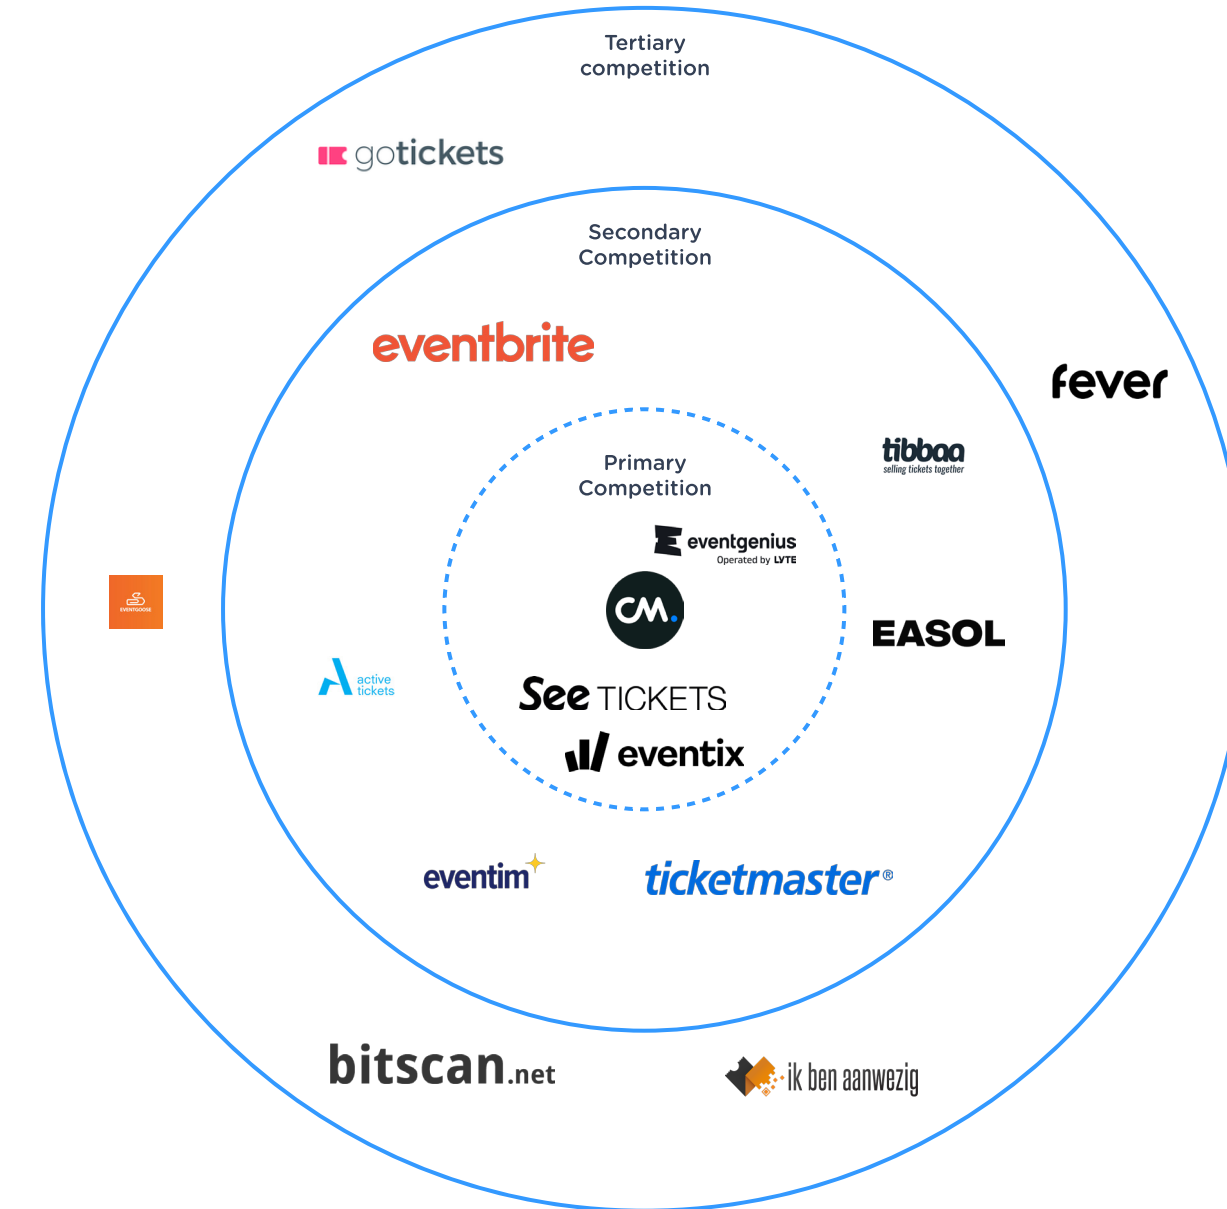 Tertiary
competition
gotickets
Secondary
Competition
eventbrite
fever
tibbaa
selling tickets together
Primary
Competition
eventgenius
Operated by LYTE
CM.
EVENTGOOSE
EASOL
active
tickets
See TICKETS
eventix
eventim
ticketmaster®
bitscan.net
ik ben aanwezig